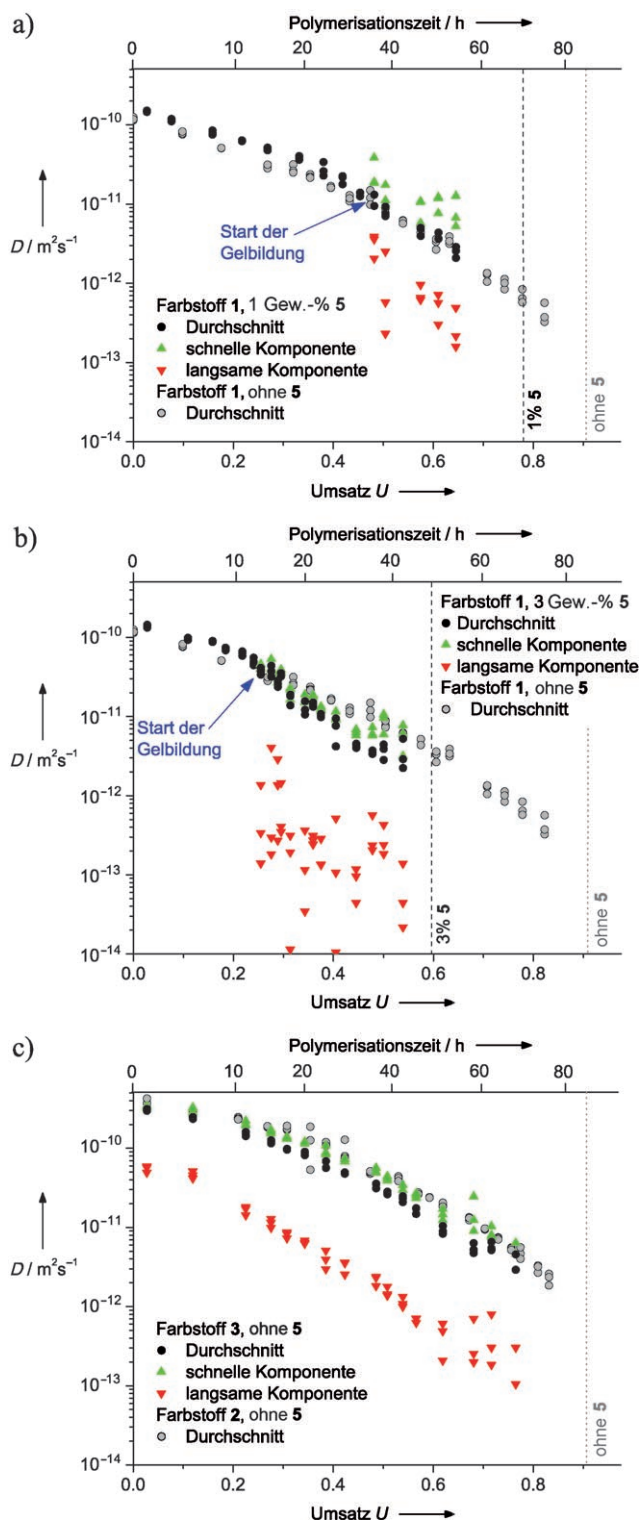 a)
Polymerisationszeit / h
0 10 20 30 40 50 60 70 80
10⁻¹⁰
10⁻¹¹
10⁻¹²
10⁻¹³
10⁻¹⁴
D / m²s⁻¹
Start der
Gelbildung
Farbstoff 1, 1 Gew.-% 5
Durchschnitt
schnelle Komponente
langsame Komponente
Farbstoff 1, ohne 5
Durchschnitt
1% 5
ohne 5
0.0 0.2 0.4 0.6 0.8
Umsatz U
b)
Polymerisationszeit / h
0 10 20 30 40 50 60 70 80
10⁻¹⁰
10⁻¹¹
10⁻¹²
10⁻¹³
10⁻¹⁴
D / m²s⁻¹
Farbstoff 1, 3 Gew.-% 5
Durchschnitt
schnelle Komponente
langsame Komponente
Farbstoff 1, ohne 5
Durchschnitt
Start der
Gelbildung
3% 5
ohne 5
0.0 0.2 0.4 0.6 0.8
Umsatz U
c)
Polymerisationszeit / h
0 10 20 30 40 50 60 70 80
10⁻¹⁰
10⁻¹¹
10⁻¹²
10⁻¹³
10⁻¹⁴
D / m²s⁻¹
Farbstoff 3, ohne 5
Durchschnitt
schnelle Komponente
langsame Komponente
Farbstoff 2, ohne 5
Durchschnitt
ohne 5
0.0 0.2 0.4 0.6 0.8
Umsatz U